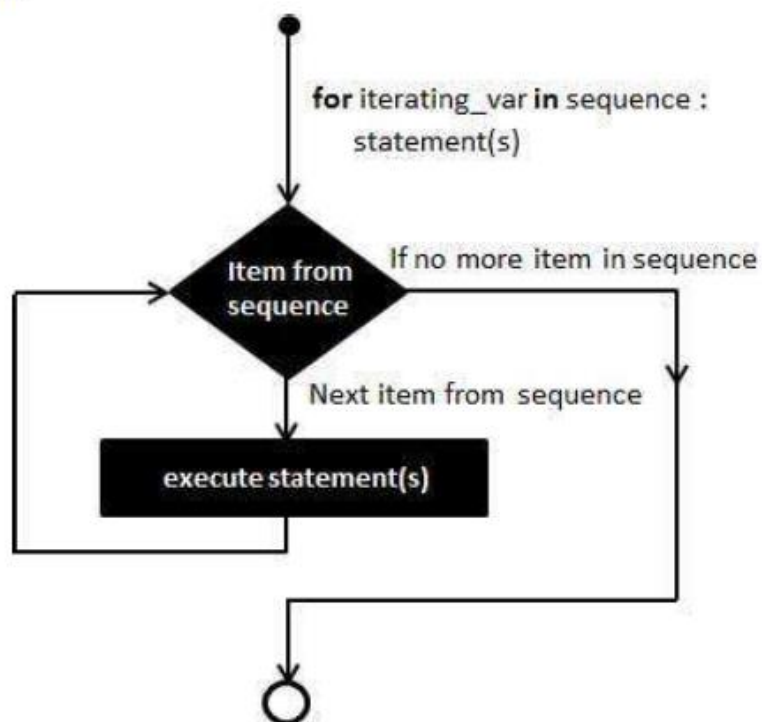 for iterating_var in sequence :
statement(s)
Item from
sequence
If no more item in sequence
Next item from sequence
execute statement(s)